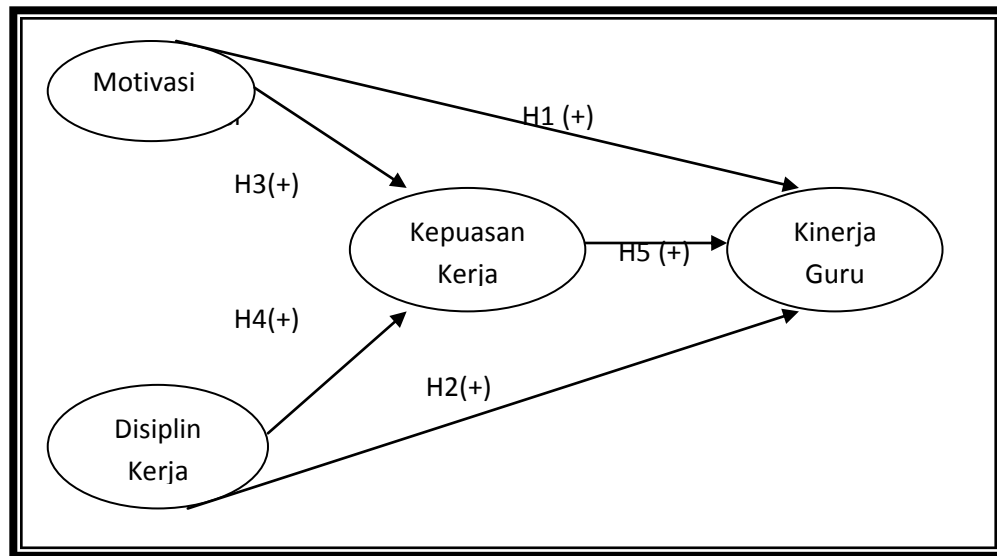 Motivasi
H1 (+)
H3(+)
Kepuasan
Kerja
H5 (+)
Kinerja
Guru
H4(+)
H2(+)
Disiplin
Kerja